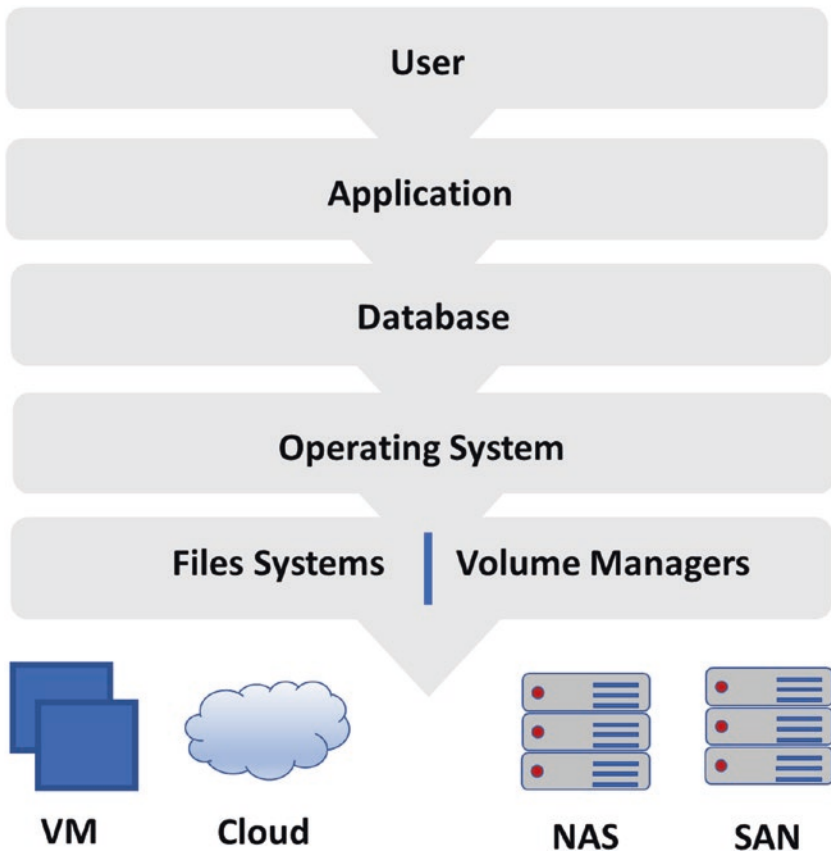 User
Application
Database
Operating System
Files Systems
Volume Managers
VM
Cloud
NAS
SAN